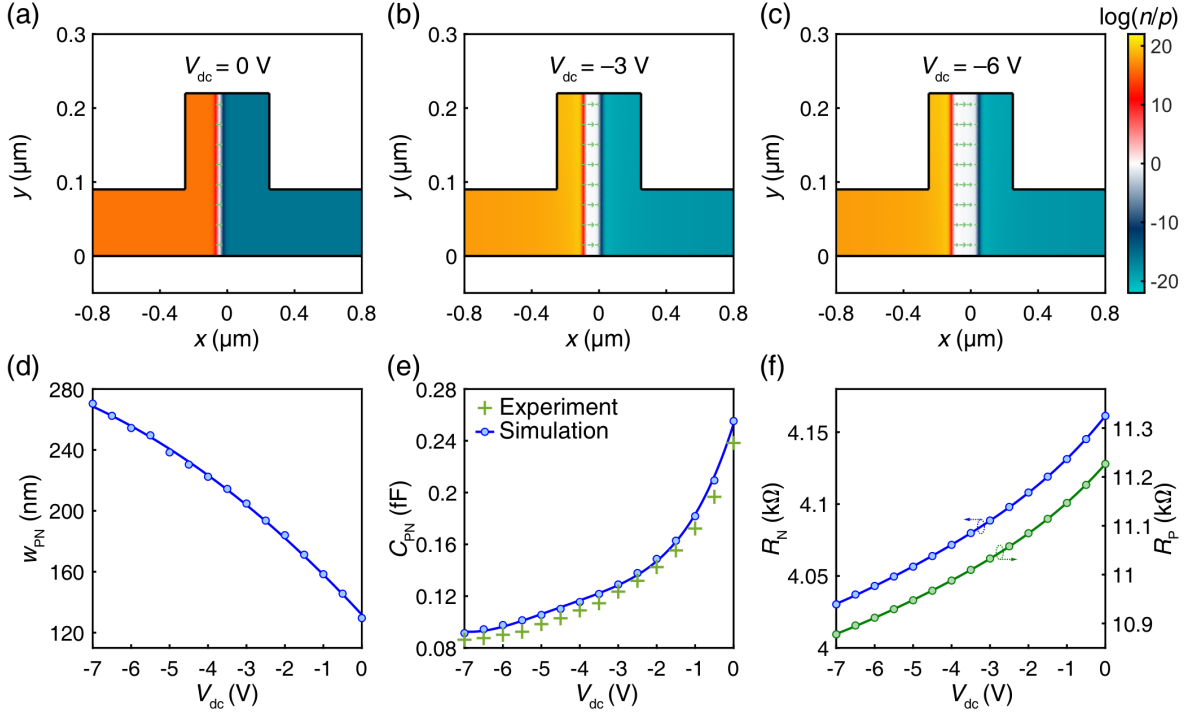 (a)
(b)
(c)
log(n/p)
V_dc = 0 V
V_dc = −3 V
V_dc = −6 V
0.3
0.2
0.1
0
y (µm)
-0.8 -0.4 0 0.4 0.8
x (µm)
0.3
0.2
0.1
0
y (µm)
-0.8 -0.4 0 0.4 0.8
x (µm)
0.3
0.2
0.1
0
y (µm)
-0.8 -0.4 0 0.4 0.8
x (µm)
20
10
0
-10
-20
(d)
280
240
200
160
120
w_PN (nm)
-7 -6 -5 -4 -3 -2 -1 0
V_dc (V)
(e)
Experiment
Simulation
0.28
0.24
0.2
0.16
0.12
0.08
C_PN (fF)
-7 -6 -5 -4 -3 -2 -1 0
V_dc (V)
(f)
4.15
4.1
4.05
4
R_N (kΩ)
11.3
11.2
11.1
11
10.9
R_P (kΩ)
-7 -6 -5 -4 -3 -2 -1 0
V_dc (V)